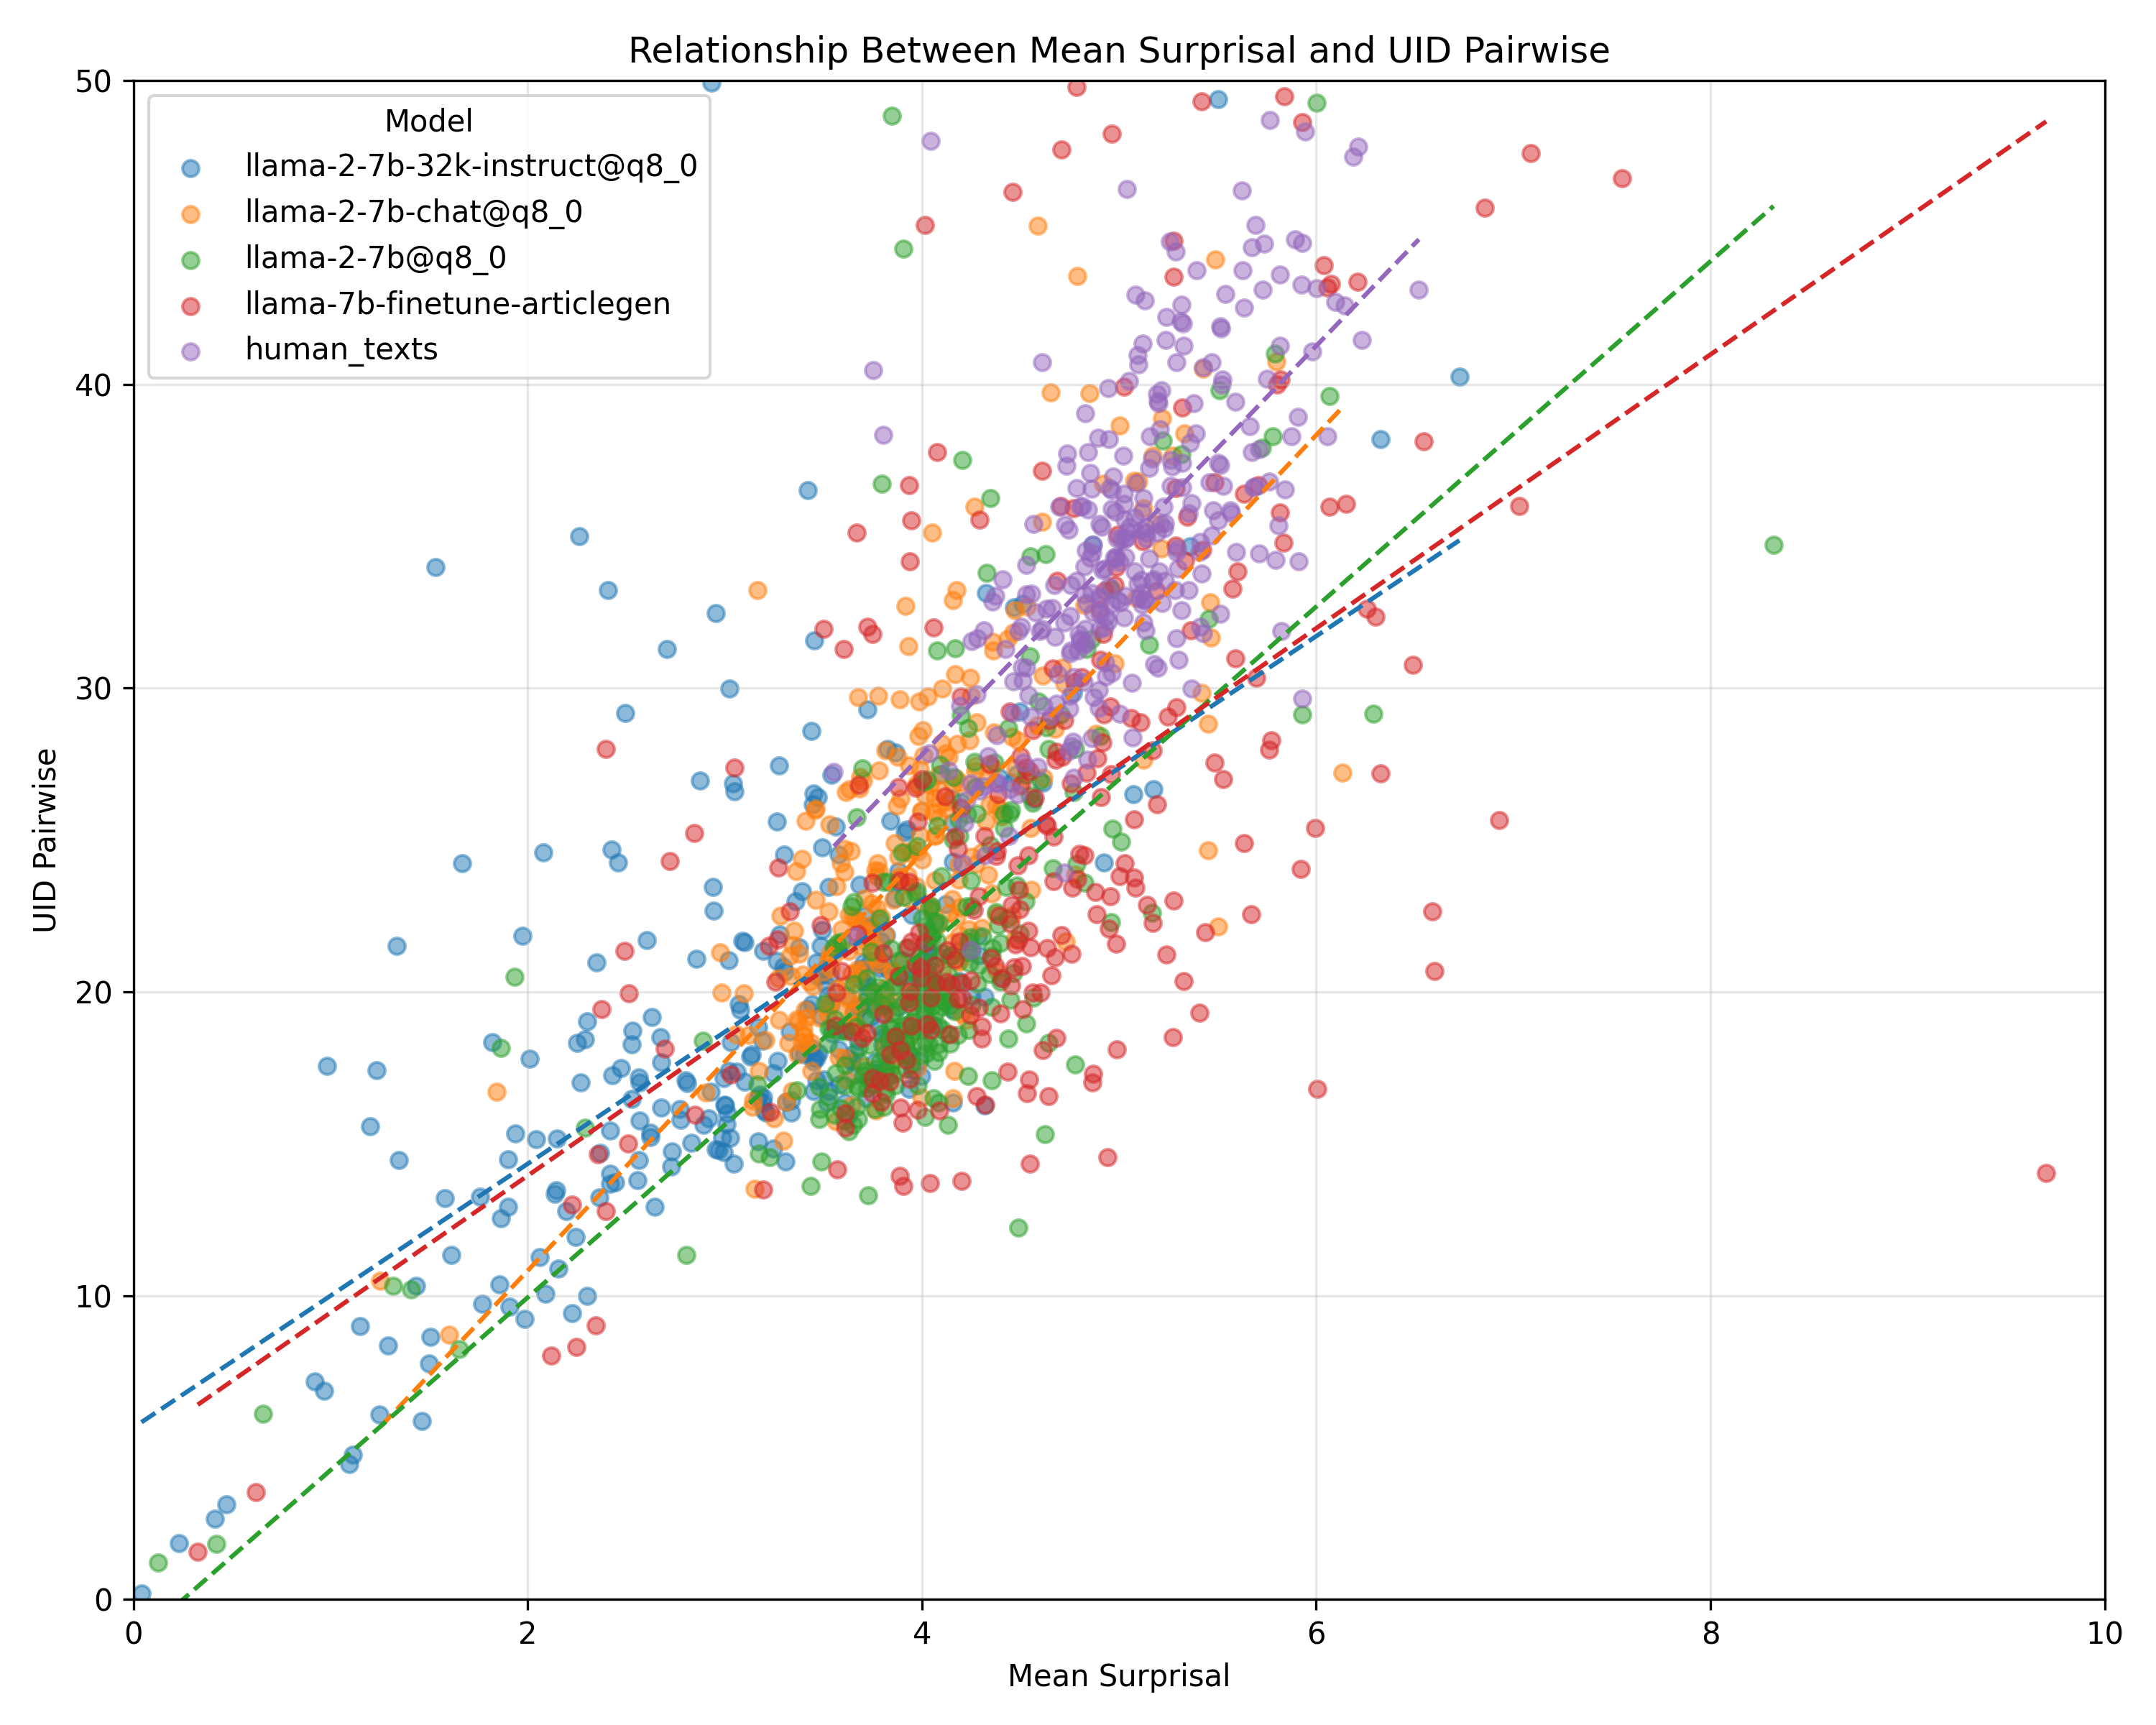 Relationship Between Mean Surprisal and UID Pairwise
Model
llama-2-7b-32k-instruct@q8_0
llama-2-7b-chat@q8_0
llama-2-7b@q8_0
llama-7b-finetune-articlegen
human_texts
50
40
30
20
10
0
UID Pairwise
0 2 4 6 8 10
Mean Surprisal